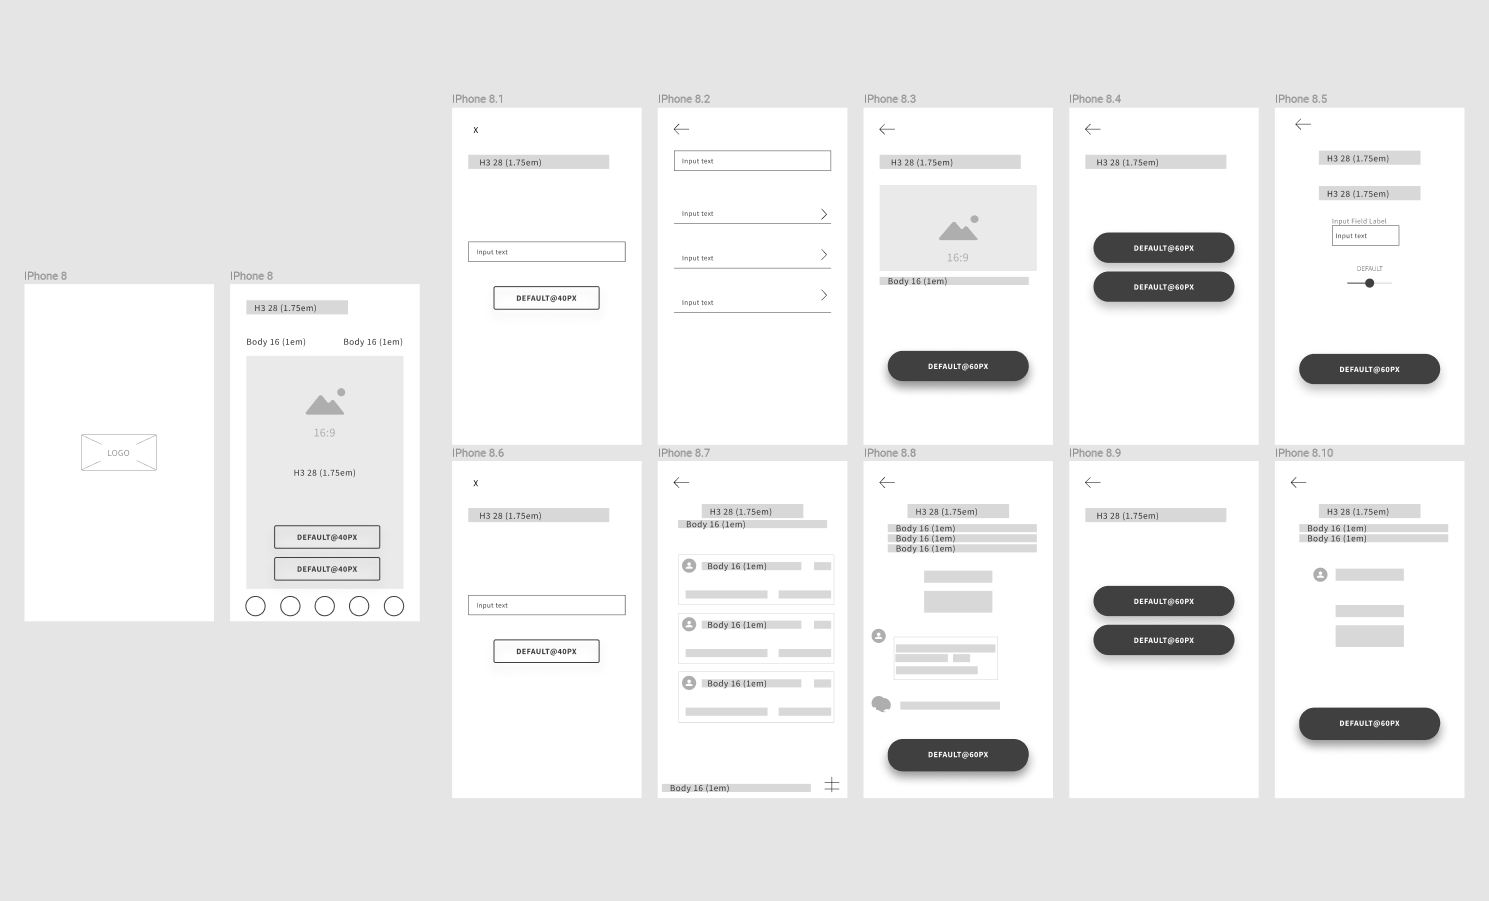 IPhone 8
LOGO
IPhone 8
H3 28 (1.75em)
Body 16 (1em) Body 16 (1em)
16:9
H3 28 (1.75em)
DEFAULT@40PX
DEFAULT@40PX
IPhone 8.1
X
H3 28 (1.75em)
Input text
DEFAULT@40PX
IPhone 8.2
Input text
Input text
Input text
Input text
IPhone 8.3
H3 28 (1.75em)
16:9
Body 16 (1em)
DEFAULT@60PX
IPhone 8.4
H3 28 (1.75em)
DEFAULT@60PX
DEFAULT@60PX
IPhone 8.5
H3 28 (1.75em)
H3 28 (1.75em)
Input Field Label
Input text
DEFAULT
DEFAULT@60PX
IPhone 8.6
X
H3 28 (1.75em)
Input text
DEFAULT@40PX
IPhone 8.7
H3 28 (1.75em)
Body 16 (1em)
Body 16 (1em)
Body 16 (1em)
Body 16 (1em)
Body 16 (1em)
IPhone 8.8
H3 28 (1.75em)
Body 16 (1em)
Body 16 (1em)
Body 16 (1em)
DEFAULT@60PX
IPhone 8.9
H3 28 (1.75em)
DEFAULT@60PX
DEFAULT@60PX
IPhone 8.10
H3 28 (1.75em)
Body 16 (1em)
Body 16 (1em)
DEFAULT@60PX